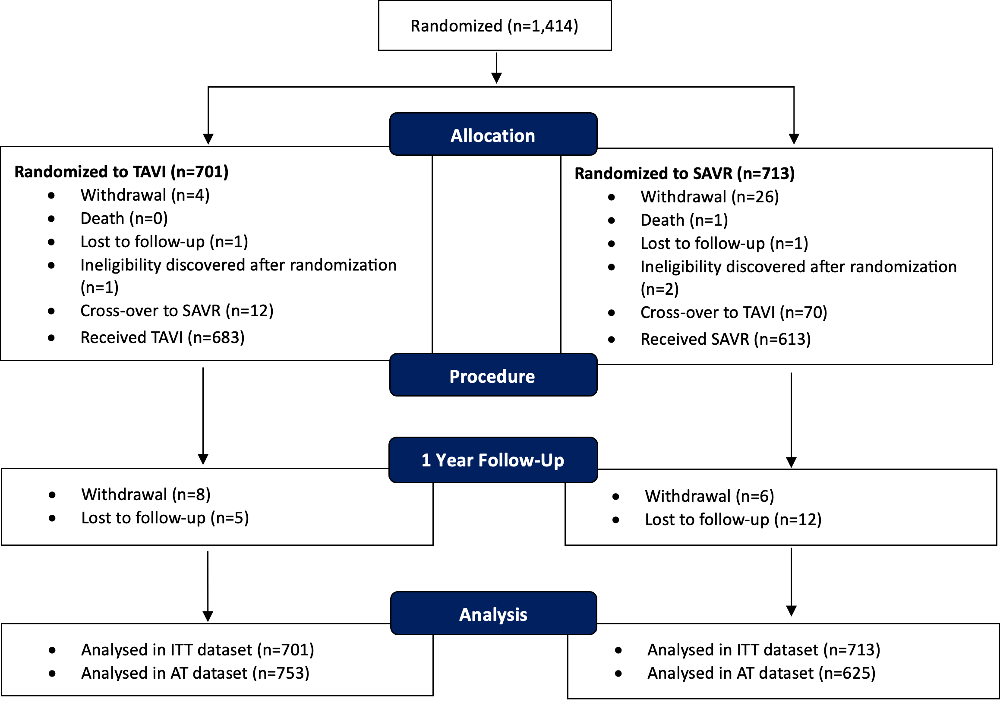 Randomized (n=1,414)
Allocation
Randomized to TAVI (n=701)
• Withdrawal (n=4)
• Death (n=0)
• Lost to follow-up (n=1)
• Ineligibility discovered after randomization
(n=1)
• Cross-over to SAVR (n=12)
• Received TAVI (n=683)
Randomized to SAVR (n=713)
• Withdrawal (n=26)
• Death (n=1)
• Lost to follow-up (n=1)
• Ineligibility discovered after randomization
(n=2)
• Cross-over to TAVI (n=70)
• Received SAVR (n=613)
Procedure
1 Year Follow-Up
• Withdrawal (n=8)
• Lost to follow-up (n=5)
• Withdrawal (n=6)
• Lost to follow-up (n=12)
Analysis
• Analysed in ITT dataset (n=701)
• Analysed in AT dataset (n=753)
• Analysed in ITT dataset (n=713)
• Analysed in AT dataset (n=625)